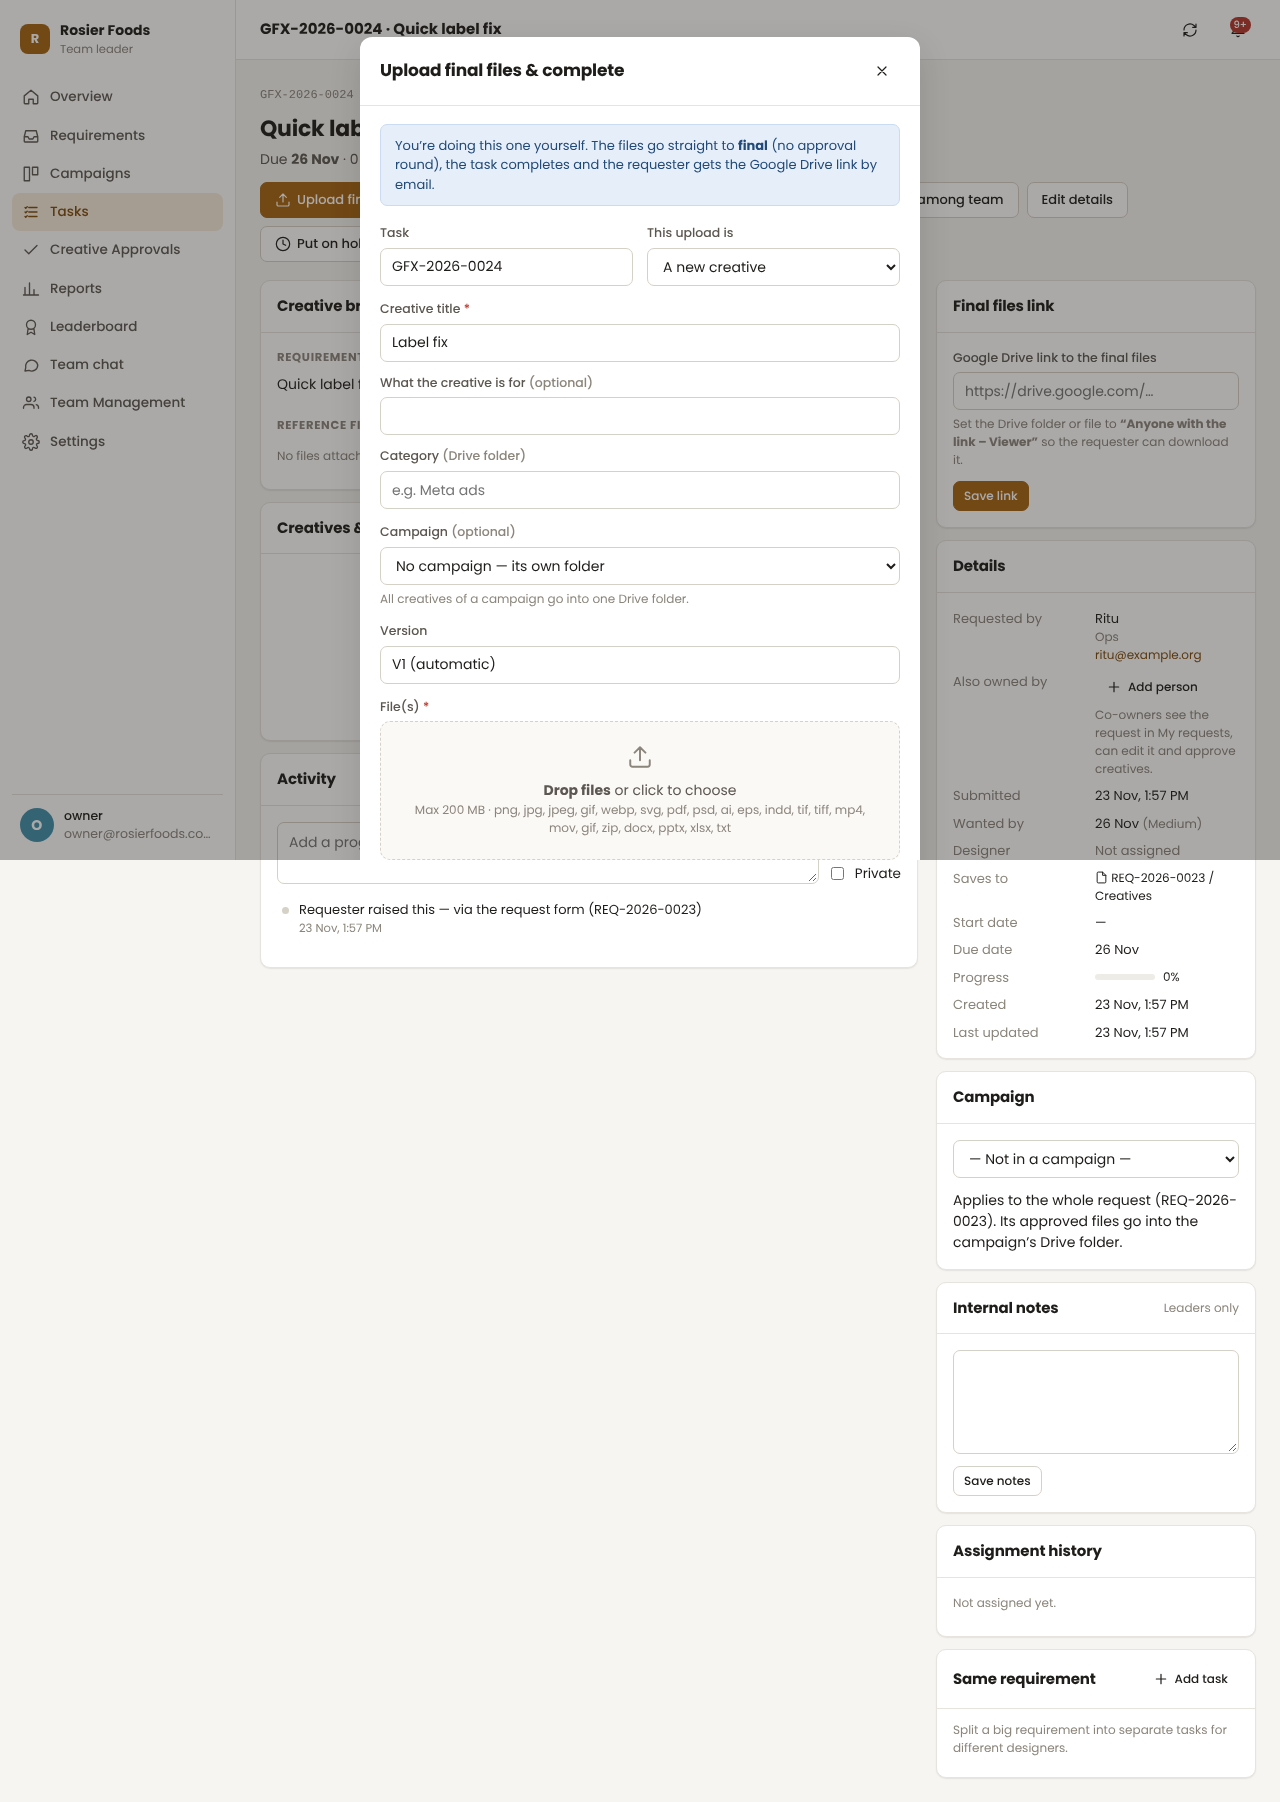 R
Rosier Foods
Team leader
Overview
Requirements
Campaigns
Tasks
Creative Approvals
Reports
Leaderboard
Team chat
Team Management
Settings
O
owner
owner@rosierfoods.co...
GFX-2026-0024 · Quick label fix
9+
GFX-2026-0024
Quick lab
Due 26 Nov · 0
Upload fin
among team
Edit details
Put on hol
Upload final files & complete
You’re doing this one yourself. The files go straight to final (no approval
round), the task completes and the requester gets the Google Drive link by
email.
Task
This upload is
GFX-2026-0024
A new creative
Creative title *
Label fix
What the creative is for (optional)
Category (Drive folder)
e.g. Meta ads
Campaign (optional)
No campaign — its own folder
All creatives of a campaign go into one Drive folder.
Version
V1 (automatic)
File(s) *
Drop files or click to choose
Max 200 MB · png, jpg, jpeg, gif, webp, svg, pdf, psd, ai, eps, indd, tif, tiff, mp4,
mov, gif, zip, docx, pptx, xlsx, txt
Creative br
REQUIREMENT
Quick label f
REFERENCE FI
No files attach
Creatives &
Activity
Add a prog
Private
Requester raised this — via the request form (REQ-2026-0023)
23 Nov, 1:57 PM
Final files link
Google Drive link to the final files
https://drive.google.com/…
Set the Drive folder or file to “Anyone with the
link – Viewer” so the requester can download
it.
Save link
Details
Requested by
Ritu
Ops
ritu@example.org
Also owned by
Add person
Co-owners see the
request in My requests,
can edit it and approve
creatives.
Submitted
23 Nov, 1:57 PM
Wanted by
26 Nov (Medium)
Designer
Not assigned
Saves to
REQ-2026-0023 /
Creatives
Start date
—
Due date
26 Nov
Progress
0%
Created
23 Nov, 1:57 PM
Last updated
23 Nov, 1:57 PM
Campaign
— Not in a campaign —
Applies to the whole request (REQ-2026-
0023). Its approved files go into the
campaign’s Drive folder.
Internal notes
Leaders only
Save notes
Assignment history
Not assigned yet.
Same requirement
Add task
Split a big requirement into separate tasks for
different designers.